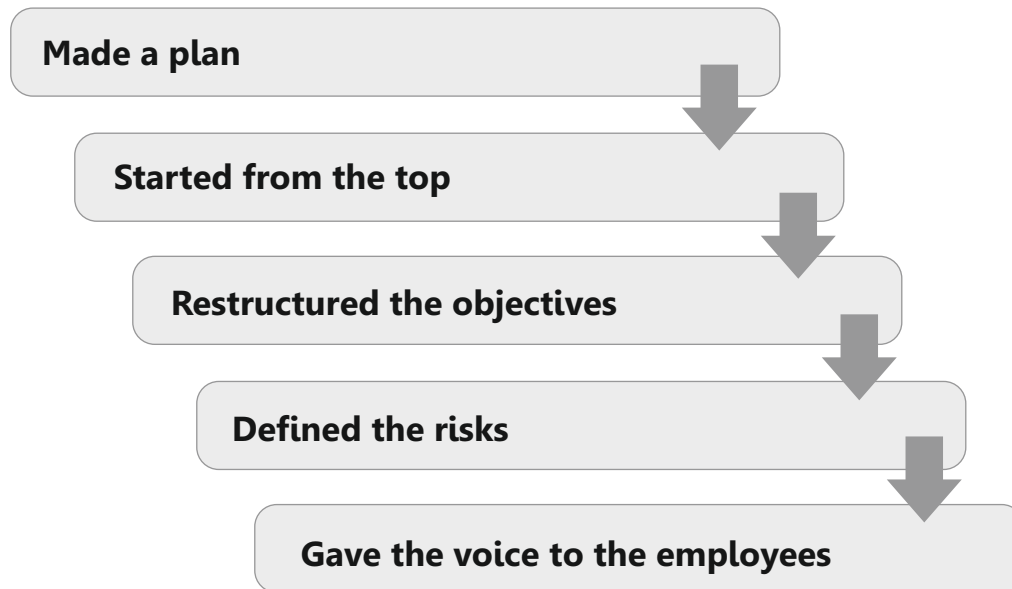 Made a plan
Started from the top
Restructured the objectives
Defined the risks
Gave the voice to the employees